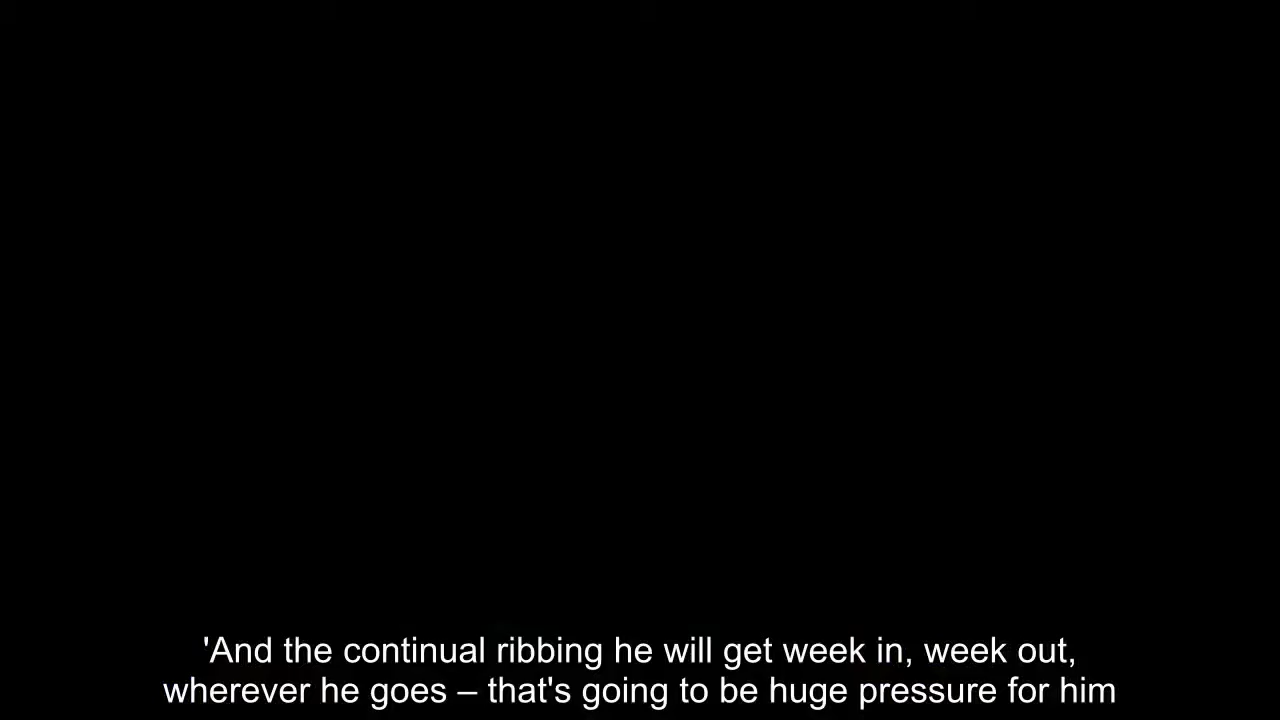 'And the continual ribbing he will get week in, week out,
wherever he goes – that's going to be huge pressure for him